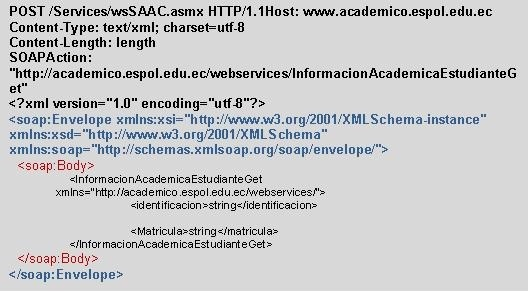 POST /Services/wsSAAC.asmx HTTP/1.1Host: www.academico.espol.edu.ec
Content-Type: text/xml; charset=utf-8
Content-Length: length
SOAPAction:
"http://academico.espol.edu.ec/webservices/InformacionAcademicaEstudianteG
et"
<?xml version="1.0" encoding="utf-8"?>
<soap:Envelope xmlns:xsi="http://www.w3.org/2001/XMLSchema-instance"
xmlns:xsd="http://www.w3.org/2001/XMLSchema"
xmlns:soap="http://schemas.xmlsoap.org/soap/envelope/">
<soap:Body>
<InformacionAcademicaEstudianteGet
xmlns="http://academico.espol.edu.ec/webservices/">
<identificacion>string</identificacion>
<Matricula>string</matricula>
</InformacionAcademicaEstudianteGet>
</soap:Body>
</soap:Envelope>